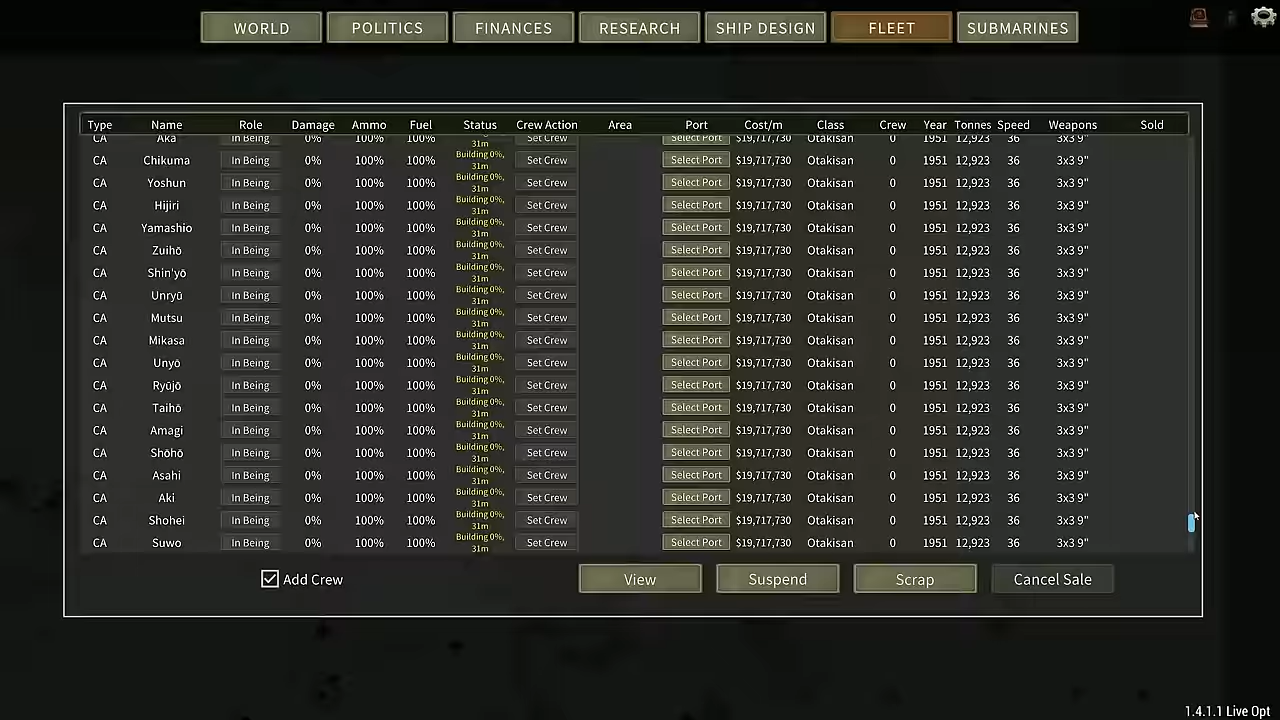 WORLD POLITICS FINANCES RESEARCH SHIP DESIGN FLEET SUBMARINES
Type Name Role Damage Ammo Fuel Status Crew Action Area Port Cost/m Class Crew Year Tonnes Speed Weapons Sold
CA Aka In Being 0% 100% 100% 31m Set Crew Select Port $19,717,730 Otakisan 0 1951 12,923 36 3x3 9"
CA Chikuma In Being 0% 100% 100% Building 0%, 31m Set Crew Select Port $19,717,730 Otakisan 0 1951 12,923 36 3x3 9"
CA Yoshun In Being 0% 100% 100% Building 0%, 31m Set Crew Select Port $19,717,730 Otakisan 0 1951 12,923 36 3x3 9"
CA Hijiri In Being 0% 100% 100% Building 0%, 31m Set Crew Select Port $19,717,730 Otakisan 0 1951 12,923 36 3x3 9"
CA Yamashio In Being 0% 100% 100% Building 0%, 31m Set Crew Select Port $19,717,730 Otakisan 0 1951 12,923 36 3x3 9"
CA Zuihō In Being 0% 100% 100% Building 0%, 31m Set Crew Select Port $19,717,730 Otakisan 0 1951 12,923 36 3x3 9"
CA Shin'yō In Being 0% 100% 100% Building 0%, 31m Set Crew Select Port $19,717,730 Otakisan 0 1951 12,923 36 3x3 9"
CA Unryū In Being 0% 100% 100% Building 0%, 31m Set Crew Select Port $19,717,730 Otakisan 0 1951 12,923 36 3x3 9"
CA Mutsu In Being 0% 100% 100% Building 0%, 31m Set Crew Select Port $19,717,730 Otakisan 0 1951 12,923 36 3x3 9"
CA Mikasa In Being 0% 100% 100% Building 0%, 31m Set Crew Select Port $19,717,730 Otakisan 0 1951 12,923 36 3x3 9"
CA Unyō In Being 0% 100% 100% Building 0%, 31m Set Crew Select Port $19,717,730 Otakisan 0 1951 12,923 36 3x3 9"
CA Ryūjō In Being 0% 100% 100% Building 0%, 31m Set Crew Select Port $19,717,730 Otakisan 0 1951 12,923 36 3x3 9"
CA Taihō In Being 0% 100% 100% Building 0%, 31m Set Crew Select Port $19,717,730 Otakisan 0 1951 12,923 36 3x3 9"
CA Amagi In Being 0% 100% 100% Building 0%, 31m Set Crew Select Port $19,717,730 Otakisan 0 1951 12,923 36 3x3 9"
CA Shōhō In Being 0% 100% 100% Building 0%, 31m Set Crew Select Port $19,717,730 Otakisan 0 1951 12,923 36 3x3 9"
CA Asahi In Being 0% 100% 100% Building 0%, 31m Set Crew Select Port $19,717,730 Otakisan 0 1951 12,923 36 3x3 9"
CA Aki In Being 0% 100% 100% Building 0%, 31m Set Crew Select Port $19,717,730 Otakisan 0 1951 12,923 36 3x3 9"
CA Shohei In Being 0% 100% 100% Building 0%, 31m Set Crew Select Port $19,717,730 Otakisan 0 1951 12,923 36 3x3 9"
CA Suwo In Being 0% 100% 100% Building 0%, 31m Set Crew Select Port $19,717,730 Otakisan 0 1951 12,923 36 3x3 9"
Add Crew View Suspend Scrap Cancel Sale
1.4.1.1 Live Opt